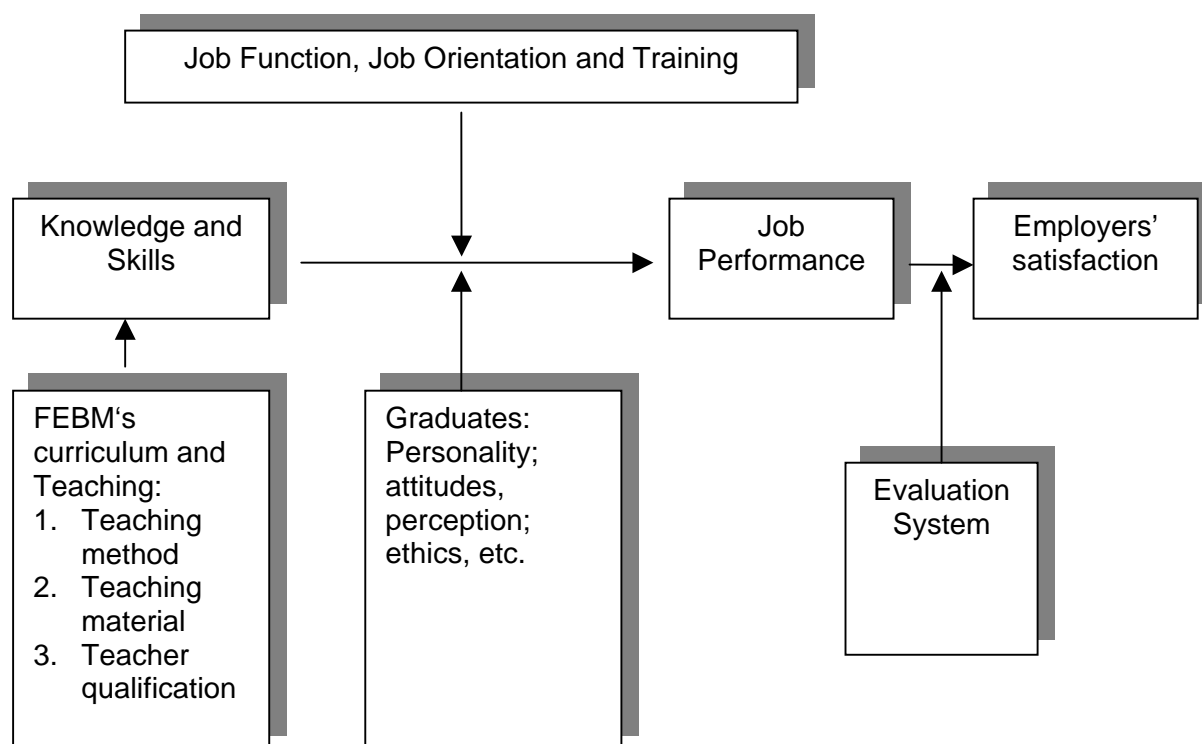 Job Function, Job Orientation and Training
Knowledge and
Skills
Job
Performance
Employers’
satisfaction
FEBM‘s
curriculum and
Teaching:
1. Teaching
method
2. Teaching
material
3. Teacher
qualification
Graduates:
Personality;
attitudes,
perception;
ethics, etc.
Evaluation
System